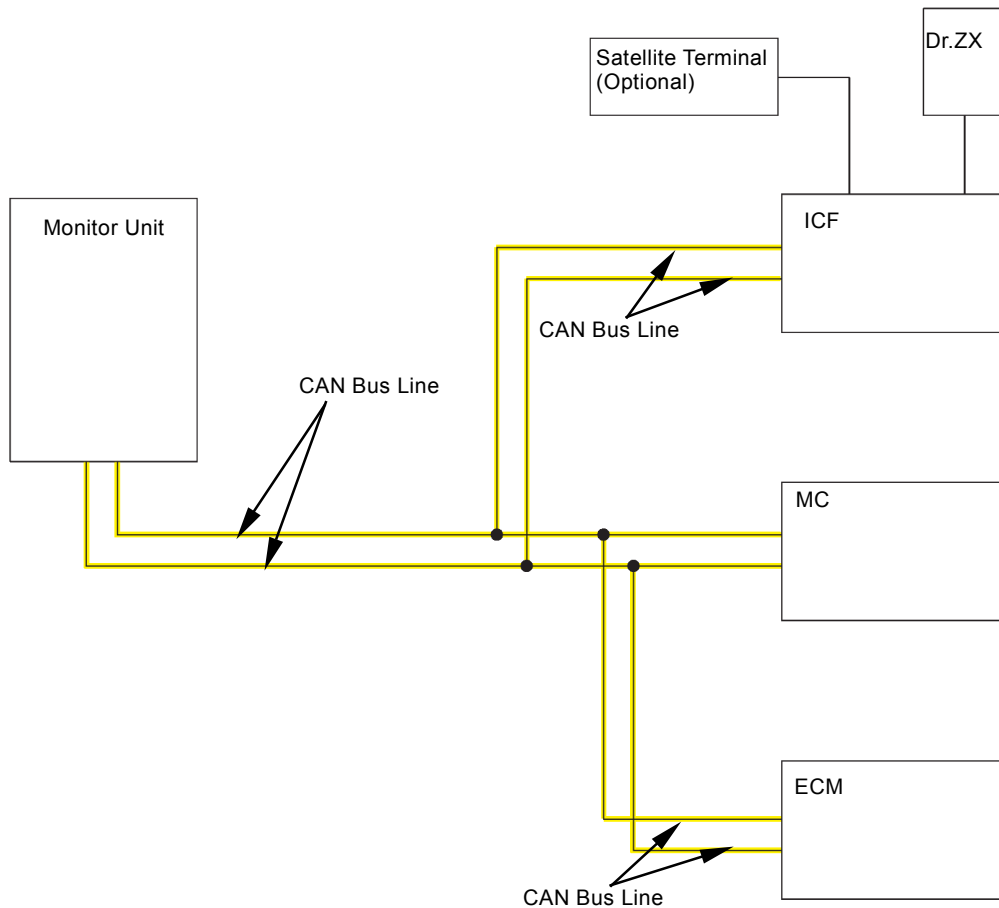 Dr.ZX
Satellite Terminal
(Optional)
Monitor Unit
ICF
CAN Bus Line
CAN Bus Line
MC
ECM
CAN Bus Line